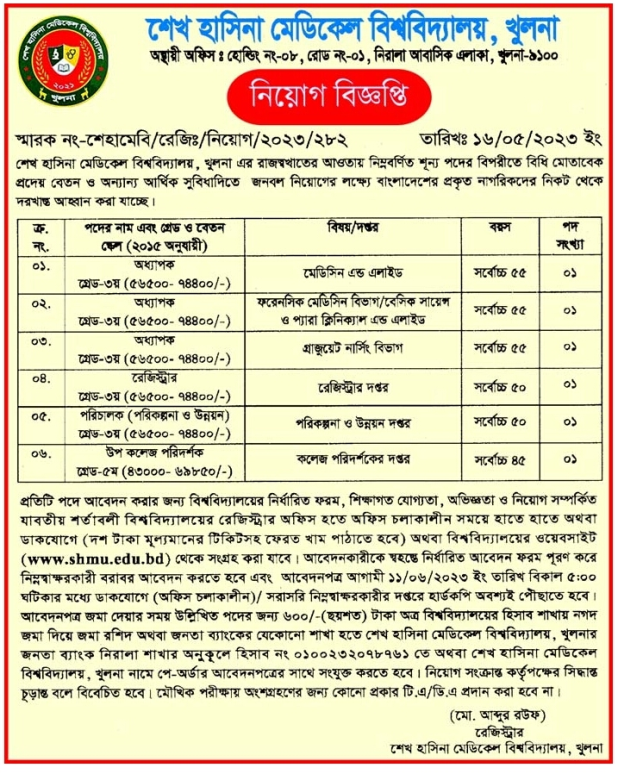 শেখ হাসিনা মেডিকেল বিশ্ববিদ্যালয়, খুলনা
অস্থায়ী অফিস : হোল্ডিং নং-০৮, রোড নং-০১, নিরালা আবাসিক এলাকা, খুলনা-৯১০০
শেখ হাসিনা মেডিকেল বিশ্ববিদ্যালয়
২০২১
খুলনা
নিয়োগ বিজ্ঞপ্তি
স্মারক নং-শেহামেবি/রেজিঃ/নিয়োগ/২০২৩/২৮২ তারিখঃ ১৬/০৫/২০২৩ ইং
শেখ হাসিনা মেডিকেল বিশ্ববিদ্যালয়, খুলনা এর রাজস্বখাতের আওতায় নিম্নবর্ণিত শূন্য পদের বিপরীতে বিধি মোতাবেক
প্রদেয় বেতন ও অন্যান্য আর্থিক সুবিধাদিতে জনবল নিয়োগের লক্ষ্যে বাংলাদেশের প্রকৃত নাগরিকদের নিকট থেকে
দরখাস্ত আহ্বান করা যাচ্ছে।
ক্র. নং. পদের নাম এবং গ্রেড ও বেতন স্কেল (২০১৫ অনুযায়ী) বিষয়/দপ্তর বয়স পদ সংখ্যা
০১. অধ্যাপক গ্রেড-৩য় (৫৬৫০০- ৭৪৪০০/-) মেডিসিন এন্ড এলাইড সর্বোচ্চ ৫৫ ০১
০২. অধ্যাপক গ্রেড-৩য় (৫৬৫০০- ৭৪৪০০/-) ফরেনসিক মেডিসিন বিভাগ/বেসিক সায়েন্স ও প্যারা ক্লিনিক্যাল এন্ড এলাইড সর্বোচ্চ ৫৫ ০১
০৩. অধ্যাপক গ্রেড-৩য় (৫৬৫০০- ৭৪৪০০/-) গ্রাজুয়েট নার্সিং বিভাগ সর্বোচ্চ ৫৫ ০১
০৪. রেজিস্ট্রার গ্রেড-৩য় (৫৬৫০০- ৭৪৪০০/-) রেজিস্ট্রার দপ্তর সর্বোচ্চ ৫০ ০১
০৫. পরিচালক (পরিকল্পনা ও উন্নয়ন) গ্রেড-৩য় (৫৬৫০০- ৭৪৪০০/-) পরিকল্পনা ও উন্নয়ন দপ্তর সর্বোচ্চ ৫০ ০১
০৬. উপ কলেজ পরিদর্শক গ্রেড-৫ম (৪৩০০০- ৬৯৮৫০/-) কলেজ পরিদর্শকের দপ্তর সর্বোচ্চ ৪৫ ০১
প্রতিটি পদে আবেদন করার জন্য বিশ্ববিদ্যালয়ের নির্ধারিত ফরম, শিক্ষাগত যোগ্যতা, অভিজ্ঞতা ও নিয়োগ সম্পর্কিত
যাবতীয় শর্তাবলী বিশ্ববিদ্যালয়ের রেজিস্ট্রার অফিস হতে অফিস চলাকালীন সময়ে হাতে হাতে অথবা
ডাকযোগে (দশ টাকা মূল্যমানের টিকিটসহ ফেরত খাম পাঠাতে হবে) অথবা বিশ্ববিদ্যালয়ের ওয়েবসাইট
(www.shmu.edu.bd) থেকে সংগ্রহ করা যাবে। আবেদনকারীকে স্বহস্তে নির্ধারিত আবেদন ফরম পূরণ করে
নিম্নস্বাক্ষরকারী বরাবর আবেদন করতে হবে এবং আবেদনপত্র আগামী ১১/০৬/২০২৩ ইং তারিখ বিকাল ৫:০০
ঘটিকার মধ্যে ডাকযোগে (অফিস চলাকালীন)/ সরাসরি নিম্নস্বাক্ষরকারীর দপ্তরে হার্ডকপি অবশ্যই পৌছাতে হবে।
আবেদনপত্র জমা দেয়ার সময় উল্লিখিত পদের জন্য ৬০০/-(ছয়শত) টাকা অত্র বিশ্ববিদ্যালয়ের হিসাব শাখায় নগদ
জমা দিয়ে জমা রশিদ অথবা জনতা ব্যাংকের যেকোনো শাখা হতে শেখ হাসিনা মেডিকেল বিশ্ববিদ্যালয়, খুলনার
জনতা ব্যাংক নিরালা শাখার অনুকূলে হিসাব নং ০১০০২৩২০৭৮৭৬১ তে অথবা শেখ হাসিনা মেডিকেল
বিশ্ববিদ্যালয়, খুলনা নামে পে-অর্ডার আবেদনপত্রের সাথে সংযুক্ত করতে হবে। নিয়োগ সংক্রান্ত কর্তৃপক্ষের সিদ্ধান্ত
চূড়ান্ত বলে বিবেচিত হবে। মৌখিক পরীক্ষায় অংশগ্রহণের জন্য কোনো প্রকার টি.এ/ডি.এ প্রদান করা হবে না।
(মো. আব্দুর রউফ)
রেজিস্ট্রার
শেখ হাসিনা মেডিকেল বিশ্ববিদ্যালয়, খুলনা